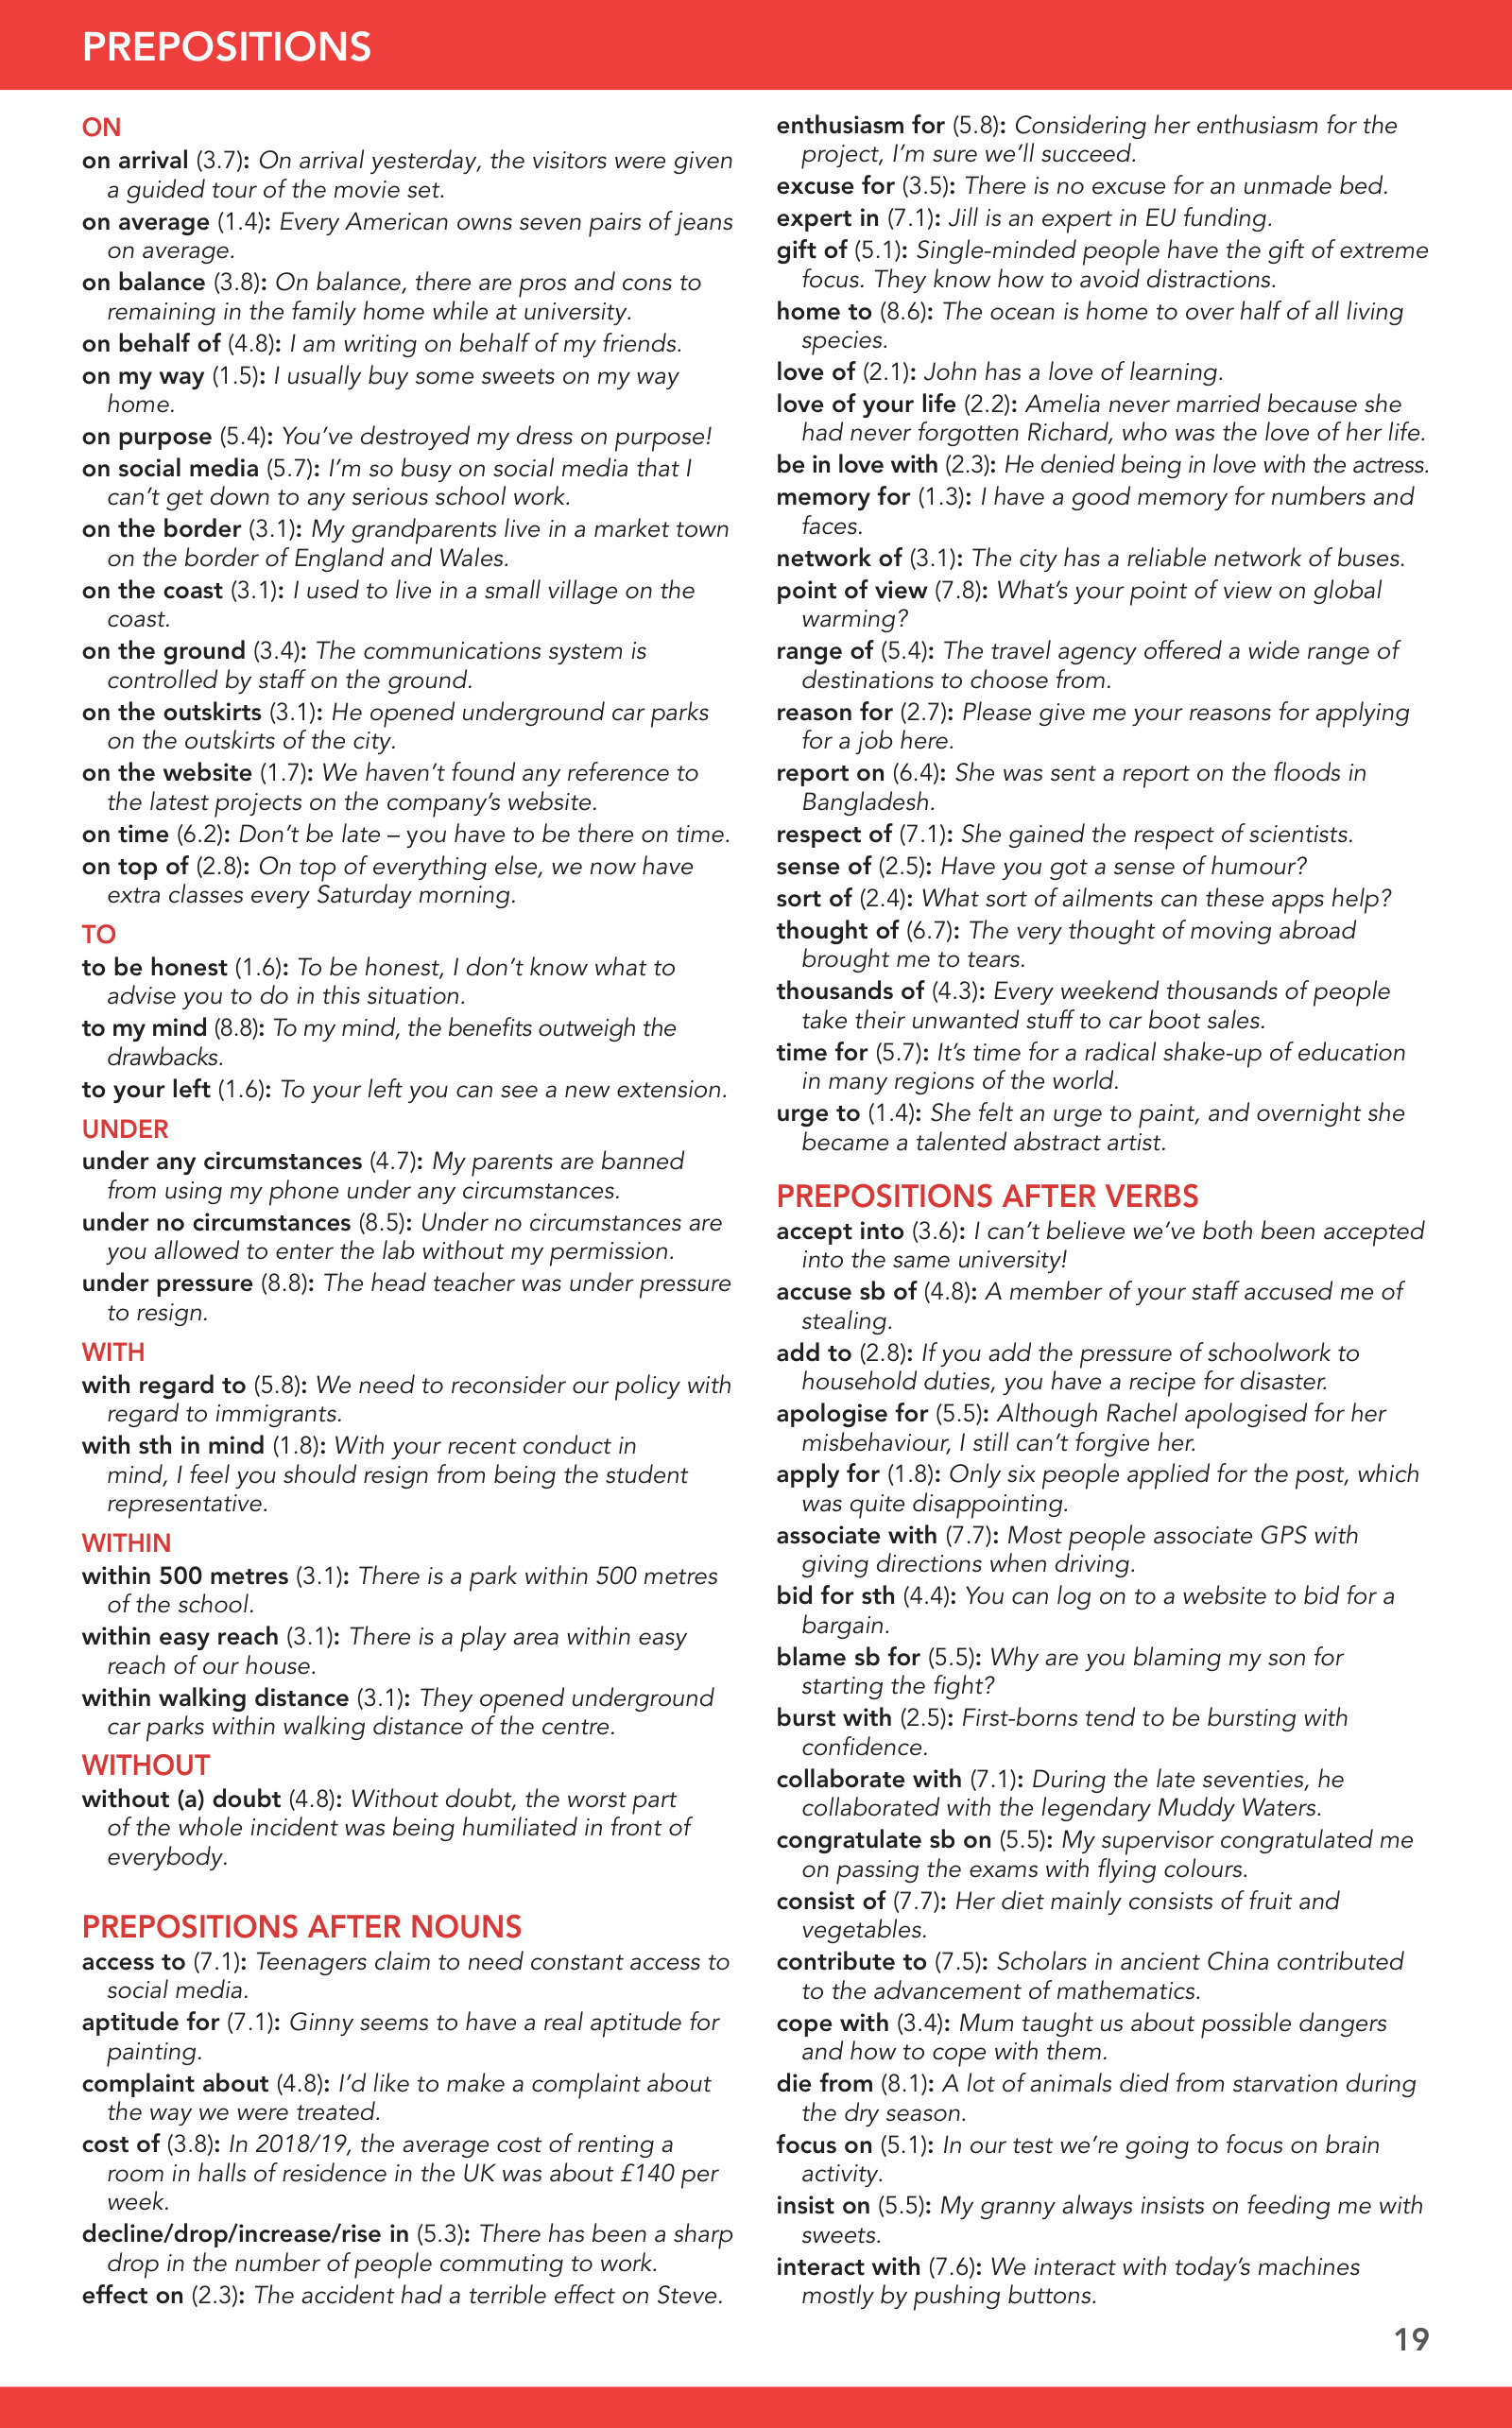 PREPOSITIONS
ON
on arrival (3.7): On arrival yesterday, the visitors were given
a guided tour of the movie set.
on average (1.4): Every American owns seven pairs of jeans
on average.
on balance (3.8): On balance, there are pros and cons to
remaining in the family home while at university.
on behalf of (4.8): I am writing on behalf of my friends.
on my way (1.5): I usually buy some sweets on my way
home.
on purpose (5.4): You’ve destroyed my dress on purpose!
on social media (5.7): I’m so busy on social media that I
can’t get down to any serious school work.
on the border (3.1): My grandparents live in a market town
on the border of England and Wales.
on the coast (3.1): I used to live in a small village on the
coast.
on the ground (3.4): The communications system is
controlled by staff on the ground.
on the outskirts (3.1): He opened underground car parks
on the outskirts of the city.
on the website (1.7): We haven’t found any reference to
the latest projects on the company’s website.
on time (6.2): Don’t be late – you have to be there on time.
on top of (2.8): On top of everything else, we now have
extra classes every Saturday morning.
TO
to be honest (1.6): To be honest, I don’t know what to
advise you to do in this situation.
to my mind (8.8): To my mind, the benefits outweigh the
drawbacks.
to your left (1.6): To your left you can see a new extension.
UNDER
under any circumstances (4.7): My parents are banned
from using my phone under any circumstances.
under no circumstances (8.5): Under no circumstances are
you allowed to enter the lab without my permission.
under pressure (8.8): The head teacher was under pressure
to resign.
WITH
with regard to (5.8): We need to reconsider our policy with
regard to immigrants.
with sth in mind (1.8): With your recent conduct in
mind, I feel you should resign from being the student
representative.
WITHIN
within 500 metres (3.1): There is a park within 500 metres
of the school.
within easy reach (3.1): There is a play area within easy
reach of our house.
within walking distance (3.1): They opened underground
car parks within walking distance of the centre.
WITHOUT
without (a) doubt (4.8): Without doubt, the worst part
of the whole incident was being humiliated in front of
everybody.
PREPOSITIONS AFTER NOUNS
access to (7.1): Teenagers claim to need constant access to
social media.
aptitude for (7.1): Ginny seems to have a real aptitude for
painting.
complaint about (4.8): I’d like to make a complaint about
the way we were treated.
cost of (3.8): In 2018/19, the average cost of renting a
room in halls of residence in the UK was about £140 per
week.
decline/drop/increase/rise in (5.3): There has been a sharp
drop in the number of people commuting to work.
effect on (2.3): The accident had a terrible effect on Steve.
enthusiasm for (5.8): Considering her enthusiasm for the
project, I’m sure we’ll succeed.
excuse for (3.5): There is no excuse for an unmade bed.
expert in (7.1): Jill is an expert in EU funding.
gift of (5.1): Single-minded people have the gift of extreme
focus. They know how to avoid distractions.
home to (8.6): The ocean is home to over half of all living
species.
love of (2.1): John has a love of learning.
love of your life (2.2): Amelia never married because she
had never forgotten Richard, who was the love of her life.
be in love with (2.3): He denied being in love with the actress.
memory for (1.3): I have a good memory for numbers and
faces.
network of (3.1): The city has a reliable network of buses.
point of view (7.8): What’s your point of view on global
warming?
range of (5.4): The travel agency offered a wide range of
destinations to choose from.
reason for (2.7): Please give me your reasons for applying
for a job here.
report on (6.4): She was sent a report on the floods in
Bangladesh.
respect of (7.1): She gained the respect of scientists.
sense of (2.5): Have you got a sense of humour?
sort of (2.4): What sort of ailments can these apps help?
thought of (6.7): The very thought of moving abroad
brought me to tears.
thousands of (4.3): Every weekend thousands of people
take their unwanted stuff to car boot sales.
time for (5.7): It’s time for a radical shake-up of education
in many regions of the world.
urge to (1.4): She felt an urge to paint, and overnight she
became a talented abstract artist.
PREPOSITIONS AFTER VERBS
accept into (3.6): I can’t believe we’ve both been accepted
into the same university!
accuse sb of (4.8): A member of your staff accused me of
stealing.
add to (2.8): If you add the pressure of schoolwork to
household duties, you have a recipe for disaster.
apologise for (5.5): Although Rachel apologised for her
misbehaviour, I still can’t forgive her.
apply for (1.8): Only six people applied for the post, which
was quite disappointing.
associate with (7.7): Most people associate GPS with
giving directions when driving.
bid for sth (4.4): You can log on to a website to bid for a
bargain.
blame sb for (5.5): Why are you blaming my son for
starting the fight?
burst with (2.5): First-borns tend to be bursting with
confidence.
collaborate with (7.1): During the late seventies, he
collaborated with the legendary Muddy Waters.
congratulate sb on (5.5): My supervisor congratulated me
on passing the exams with flying colours.
consist of (7.7): Her diet mainly consists of fruit and
vegetables.
contribute to (7.5): Scholars in ancient China contributed
to the advancement of mathematics.
cope with (3.4): Mum taught us about possible dangers
and how to cope with them.
die from (8.1): A lot of animals died from starvation during
the dry season.
focus on (5.1): In our test we’re going to focus on brain
activity.
insist on (5.5): My granny always insists on feeding me with
sweets.
interact with (7.6): We interact with today’s machines
mostly by pushing buttons.
19